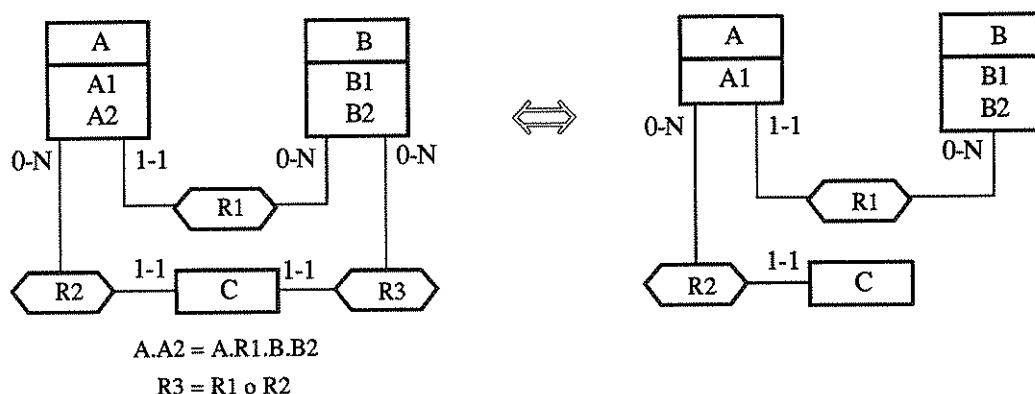 A
B
A
B
A1
A2
B1
B2
A1
B1
B2
0-N
1-1
0-N
0-N
0-N
1-1
0-N
R1
R1
R2
1-1
C
1-1
R3
R2
1-1
C
A.A2 = A.R1.B.B2
R3 = R1 o R2